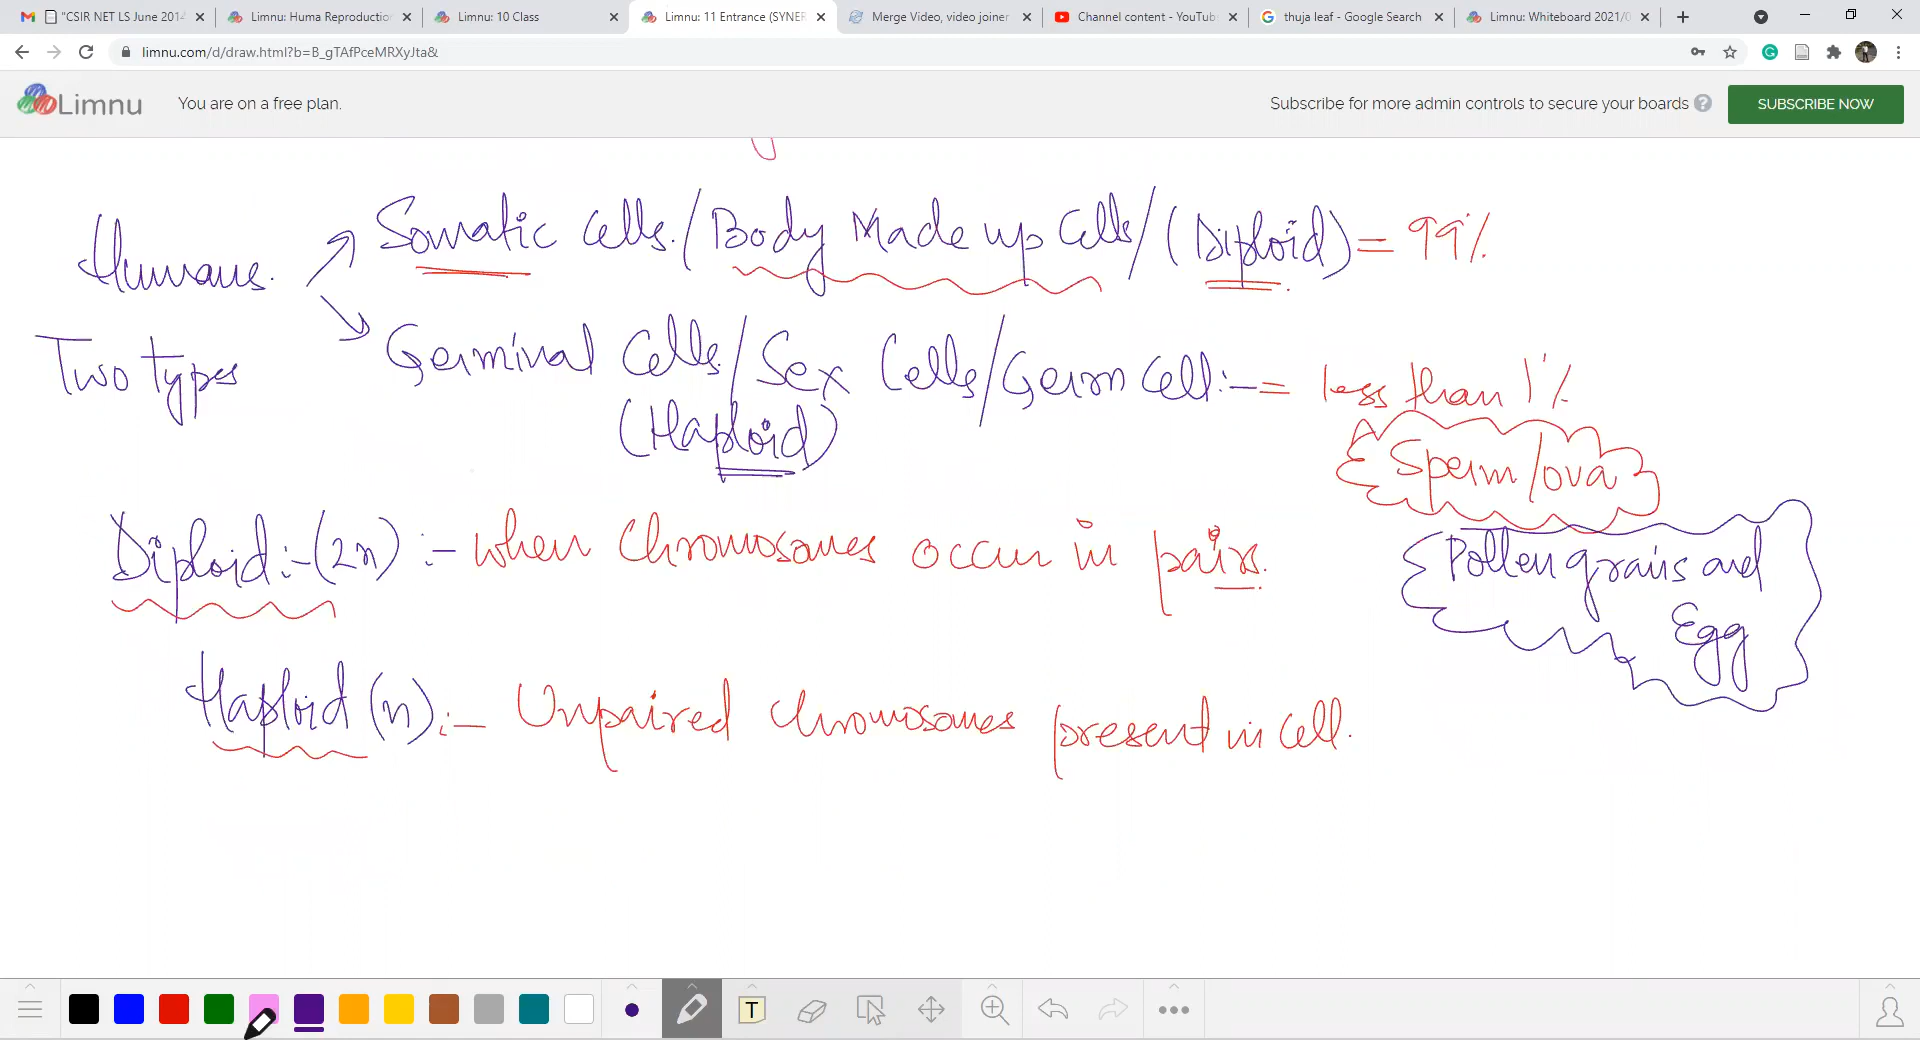 "CSIR NET LS June 2014
Limnu: Huma Reproductio
Limnu: 10 Class
Limnu: 11 Entrance (SYNER
Merge Video, video joiner
Channel content - YouTub
thuja leaf - Google Search
Limnu: Whiteboard 2021/0
limnu.com/d/draw.html?b=B_gTAfPceMRXyJta&
Limnu
You are on a free plan.
Subscribe for more admin controls to secure your boards ?
SUBSCRIBE NOW
Somatic Cells/Body Made up Cells/(Diploid) = 99%
Humans.
Two types
Germinal Cells/Sex Cells/Germ Cell:- = less than 1%
(Haploid)
Sperm/ova
Diploid:-(2n) :- When Chromosomes occur in pairs.
Pollen grains and
Egg
Haploid (n):- Unpaired Chromosomes present in cell.
T